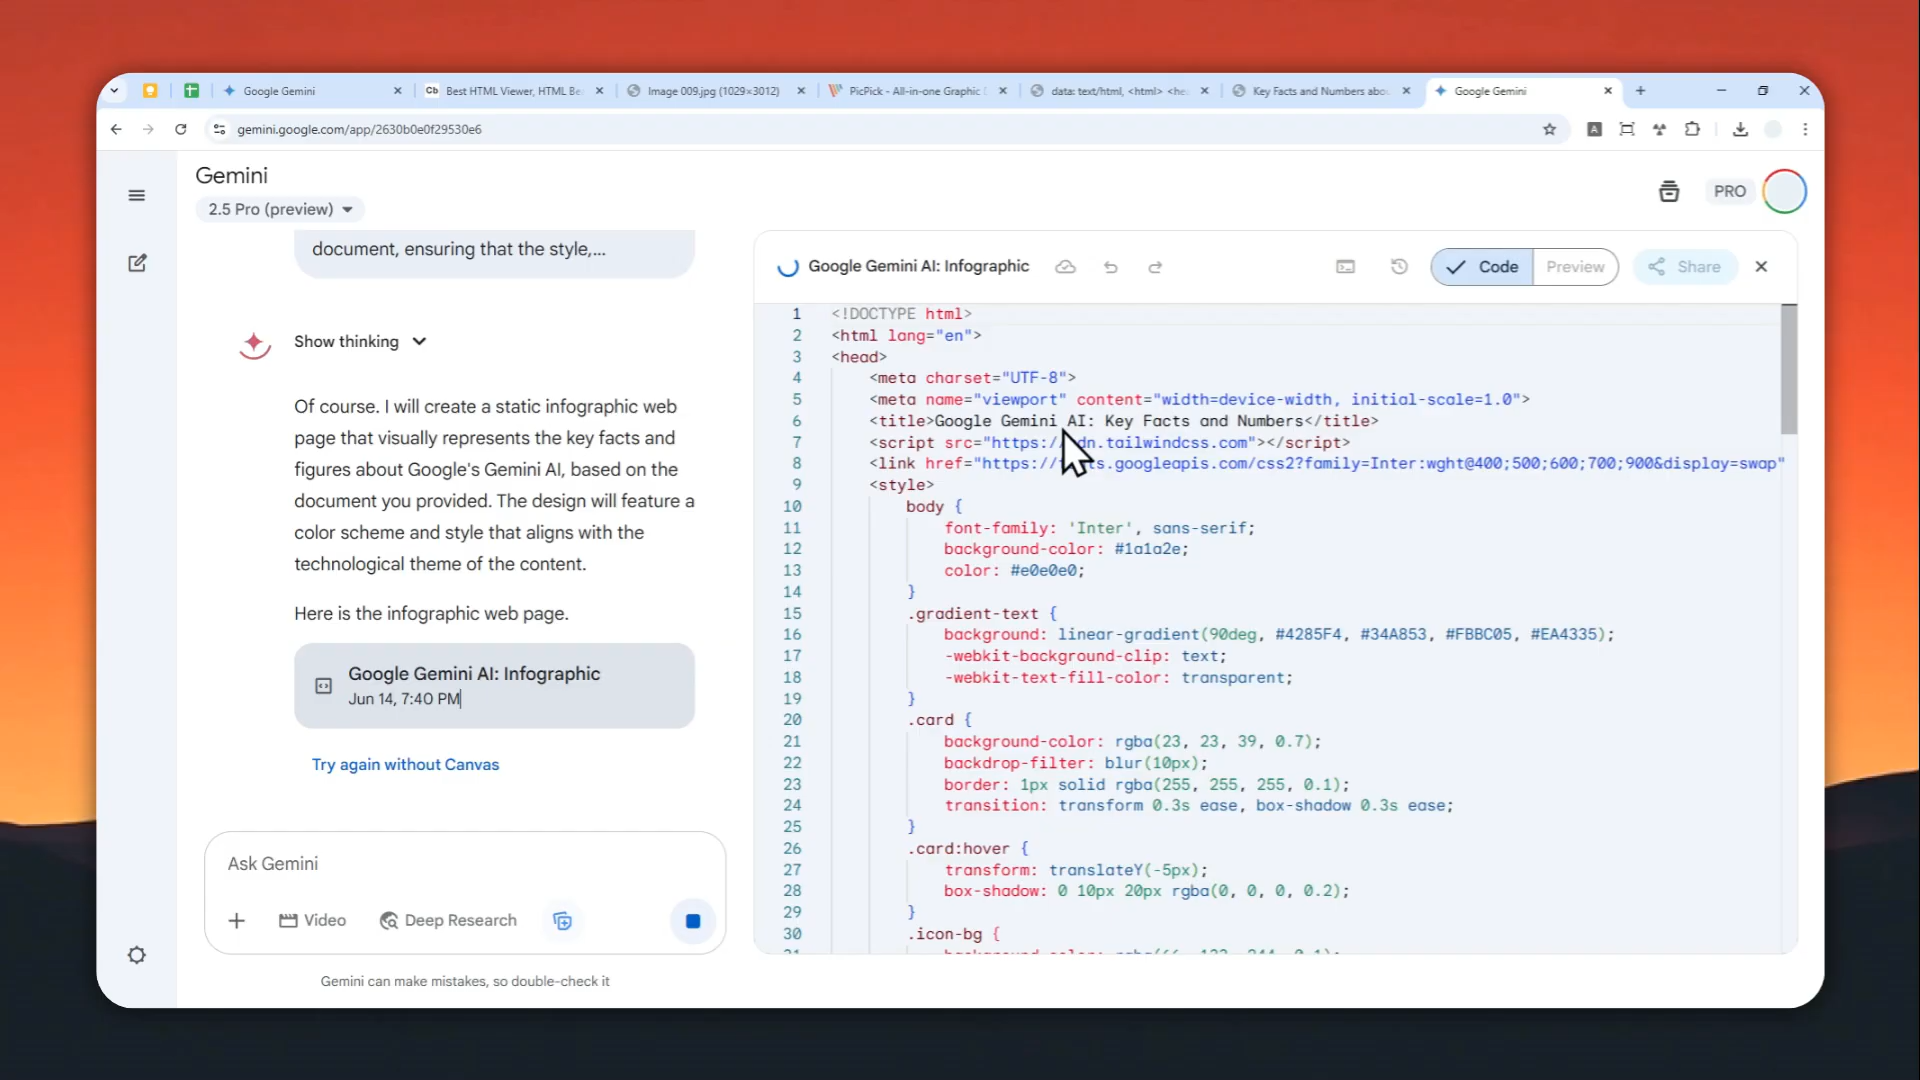 Google Gemini
Cb Best HTML Viewer, HTML Be
Image 009.jpg (1029×3012)
PicPick - All-in-one Graphic
data: text/html, <html> <he
Key Facts and Numbers abo
Google Gemini
gemini.google.com/app/2630b0e0f29530e6
A
Gemini
2.5 Pro (preview)
PRO
document, ensuring that the style,...
Show thinking
Of course. I will create a static infographic web
page that visually represents the key facts and
figures about Google's Gemini AI, based on the
document you provided. The design will feature a
color scheme and style that aligns with the
technological theme of the content.
Here is the infographic web page.
Google Gemini AI: Infographic
Jun 14, 7:40 PM
Try again without Canvas
Ask Gemini
Video
Deep Research
Gemini can make mistakes, so double-check it
Google Gemini AI: Infographic
Code
Preview
Share
1 <!DOCTYPE html>
2 <html lang="en">
3 <head>
4 <meta charset="UTF-8">
5 <meta name="viewport" content="width=device-width, initial-scale=1.0">
6 <title>Google Gemini AI: Key Facts and Numbers</title>
7 <script src="https:/ dn.tailwindcss.com"></script>
8 <link href="https:/ ts.googleapis.com/css2?family=Inter:wght@400;500;600;700;900&display=swap"
9 <style>
10 body {
11 font-family: 'Inter', sans-serif;
12 background-color: #1a1a2e;
13 color: #e0e0e0;
14 }
15 .gradient-text {
16 background: linear-gradient(90deg, #4285F4, #34A853, #FBBC05, #EA4335);
17 -webkit-background-clip: text;
18 -webkit-text-fill-color: transparent;
19 }
20 .card {
21 background-color: rgba(23, 23, 39, 0.7);
22 backdrop-filter: blur(10px);
23 border: 1px solid rgba(255, 255, 255, 0.1);
24 transition: transform 0.3s ease, box-shadow 0.3s ease;
25 }
26 .card:hover {
27 transform: translateY(-5px);
28 box-shadow: 0 10px 20px rgba(0, 0, 0, 0.2);
29 }
30 .icon-bg {